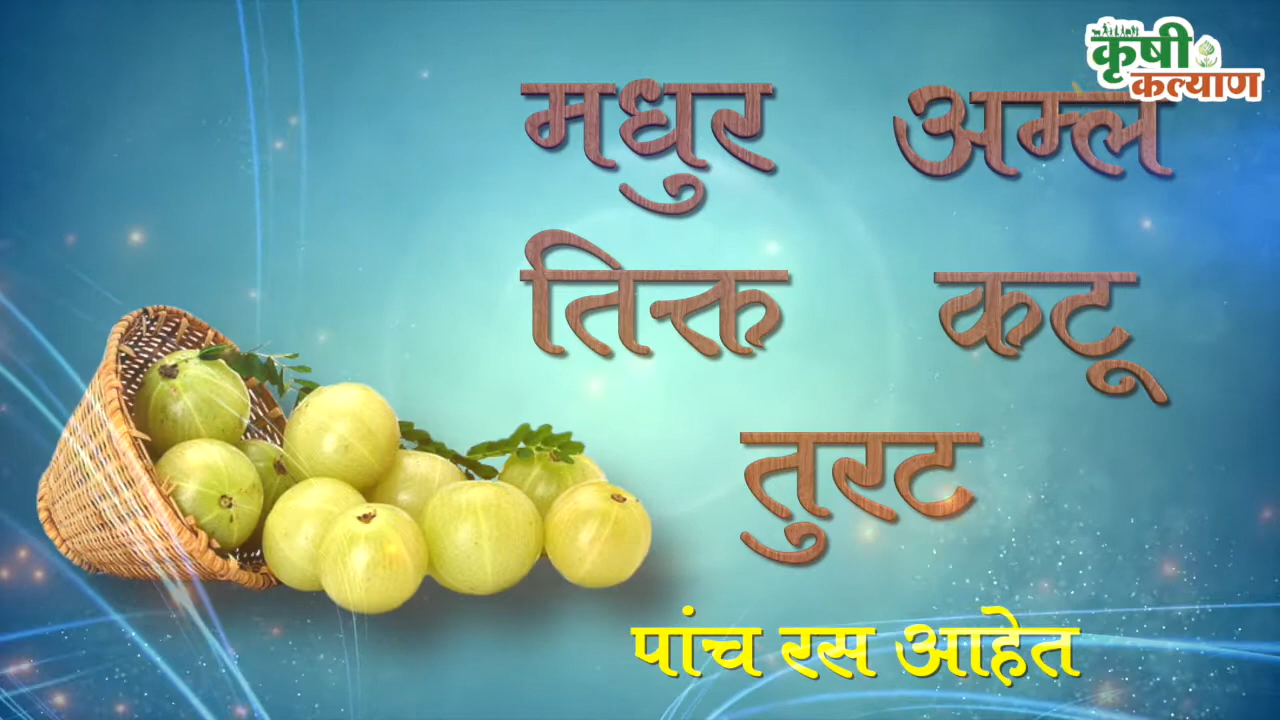 कृषी
कल्याण
मधुर अम्ल
तिक्त कटू
तुरट
पांच रस आहेत